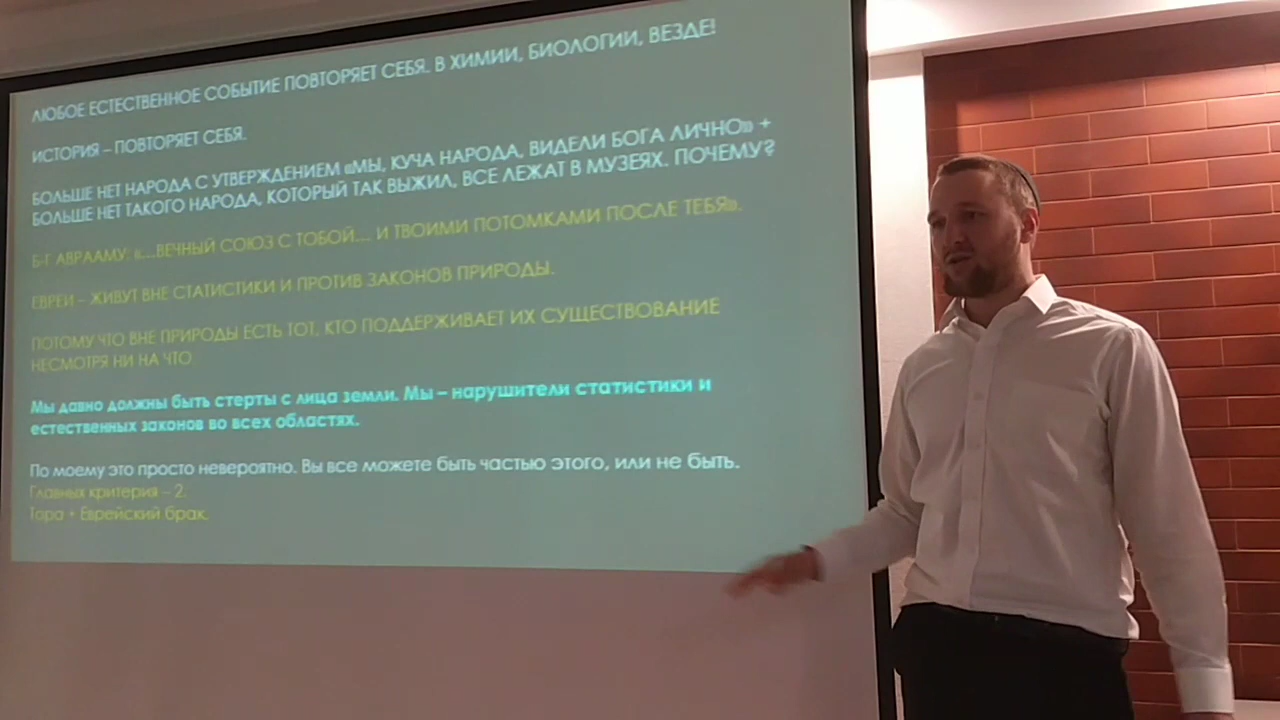 ЛЮБОЕ ЕСТЕСТВЕННОЕ СОБЫТИЕ ПОВТОРЯЕТ СЕБЯ. В ХИМИИ, БИОЛОГИИ, ВЕЗДЕ!
ИСТОРИЯ – ПОВТОРЯЕТ СЕБЯ.
БОЛЬШЕ НЕТ НАРОДА С УТВЕРЖДЕНИЕМ «МЫ, КУЧА НАРОДА, ВИДЕЛИ БОГА ЛИЧНО» +
БОЛЬШЕ НЕТ ТАКОГО НАРОДА, КОТОРЫЙ ТАК ВЫЖИЛ, ВСЕ ЛЕЖАТ В МУЗЕЯХ. ПОЧЕМУ?
Б-Г АВРААМУ: «...ВЕЧНЫЙ СОЮЗ С ТОБОЙ... И ТВОИМИ ПОТОМКАМИ ПОСЛЕ ТЕБЯ».
ЕВРЕИ – ЖИВУТ ВНЕ СТАТИСТИКИ И ПРОТИВ ЗАКОНОВ ПРИРОДЫ.
ПОТОМУ ЧТО ВНЕ ПРИРОДЫ ЕСТЬ ТОТ, КТО ПОДДЕРЖИВАЕТ ИХ СУЩЕСТВОВАНИЕ
НЕСМОТРЯ НИ НА ЧТО
Мы давно должны быть стерты с лица земли. Мы – нарушители статистики и
естественных законов во всех областях.
По моему это просто невероятно. Вы все можете быть частью этого, или не быть.
Главных критерия – 2.
Тора + Еврейский брак.